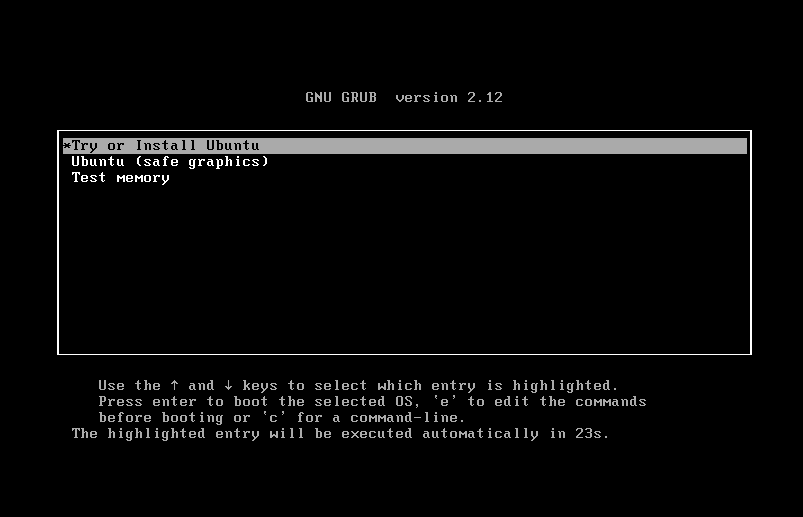 GNU GRUB  version 2.12
*Try or Install Ubuntu
Ubuntu (safe graphics)
Test memory
Use the ↑ and ↓ keys to select which entry is highlighted.
Press enter to boot the selected OS, `e' to edit the commands
before booting or `c' for a command-line.
The highlighted entry will be executed automatically in 23s.